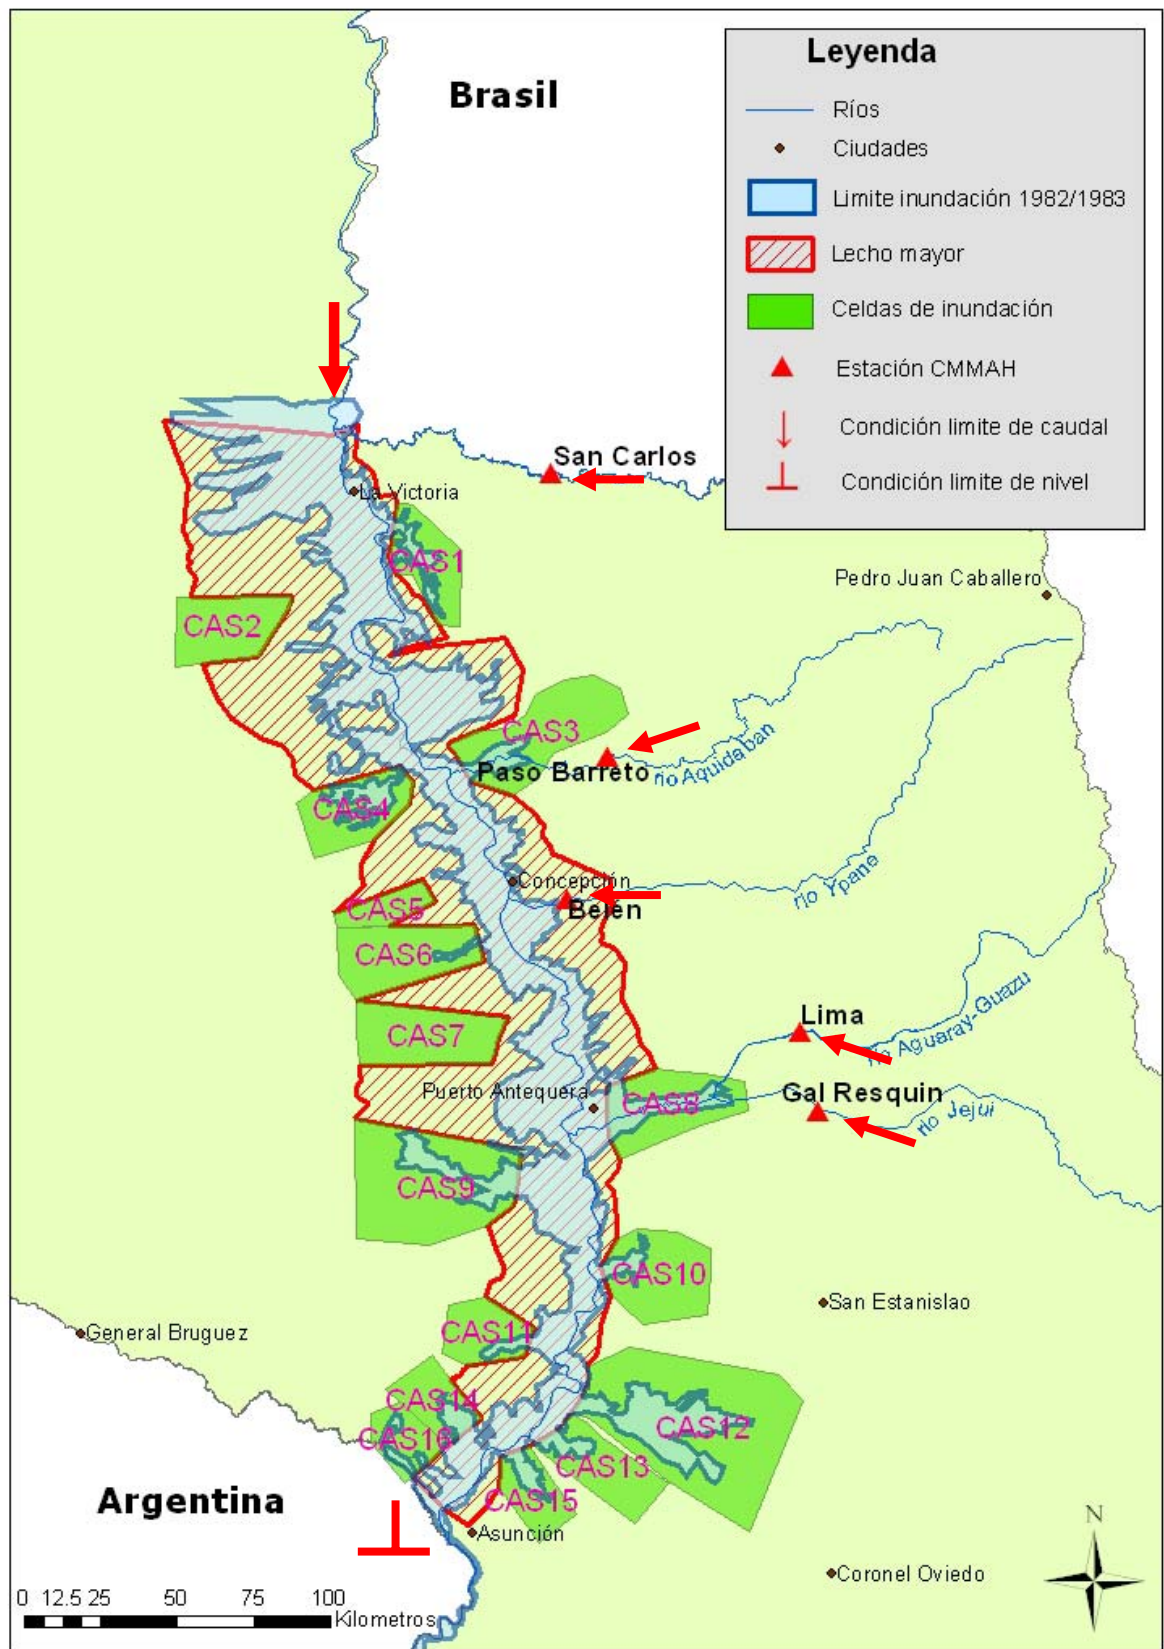 Leyenda
Ríos
Ciudades
Limite inundación 1982/1983
Lecho mayor
Celdas de inundación
Estación CMMAH
Condición limite de caudal
Condición limite de nivel
Brasil
San Carlos
La Victoria
CAS1
Pedro Juan Caballero
CAS2
CAS3
Paso Barreto
rio Aquidaban
CAS4
Concepción
rio Ypane
Belén
CAS5
CAS6
Lima
CAS7
rio Aguaray-Guazu
Puerto Antequera
CAS8
Gal Resquin
rio Jejui
CAS9
CAS10
San Estanislao
CAS11
General Bruguez
CAS14
CAS12
CAS16
CAS13
CAS15
Argentina
Asunción
N
Coronel Oviedo
0 12.5 25 50 75 100
Kilometros